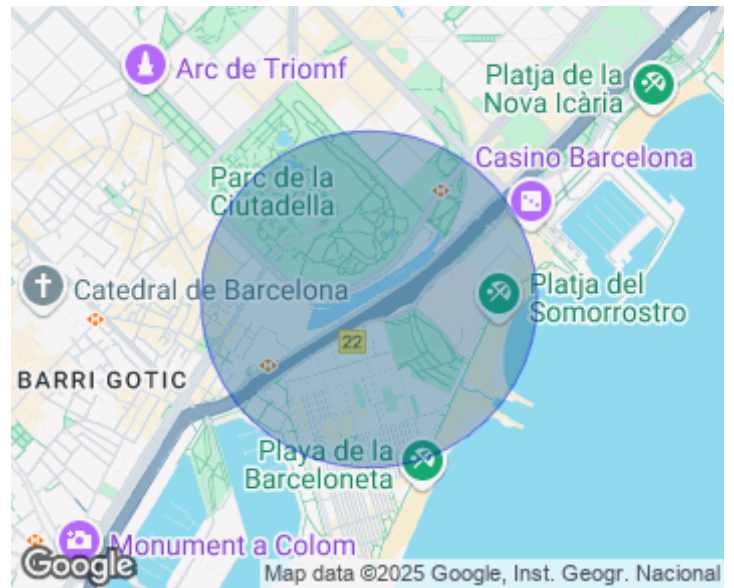 Arc de Triomf
Platja de la
Nova Icària
Casino Barcelona
Parc de la
Ciutadella
Catedral de Barcelona
Platja del
Somorrostro
22
BARRI GOTIC
Playa de la
Barceloneta
Monument a Colom
Google
Map data ©2025 Google, Inst. Geogr. Nacional